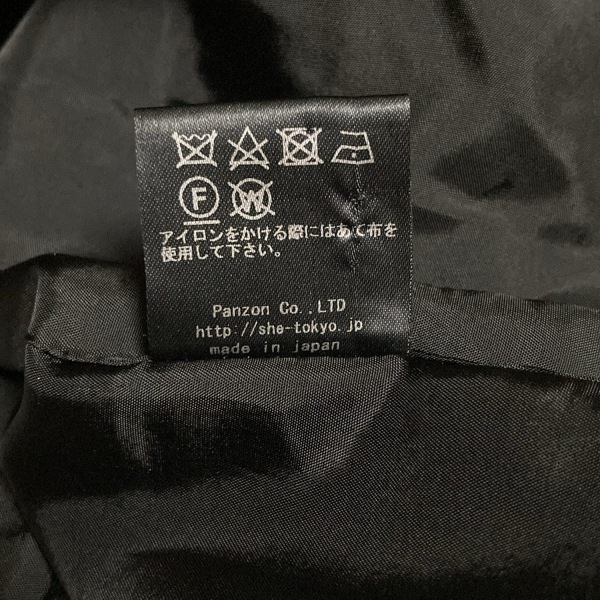 F W
アイロンをかける際にはあて布を
使用して下さい。
Panzon Co.,LTD
http://she-tokyo.jp
made in japan